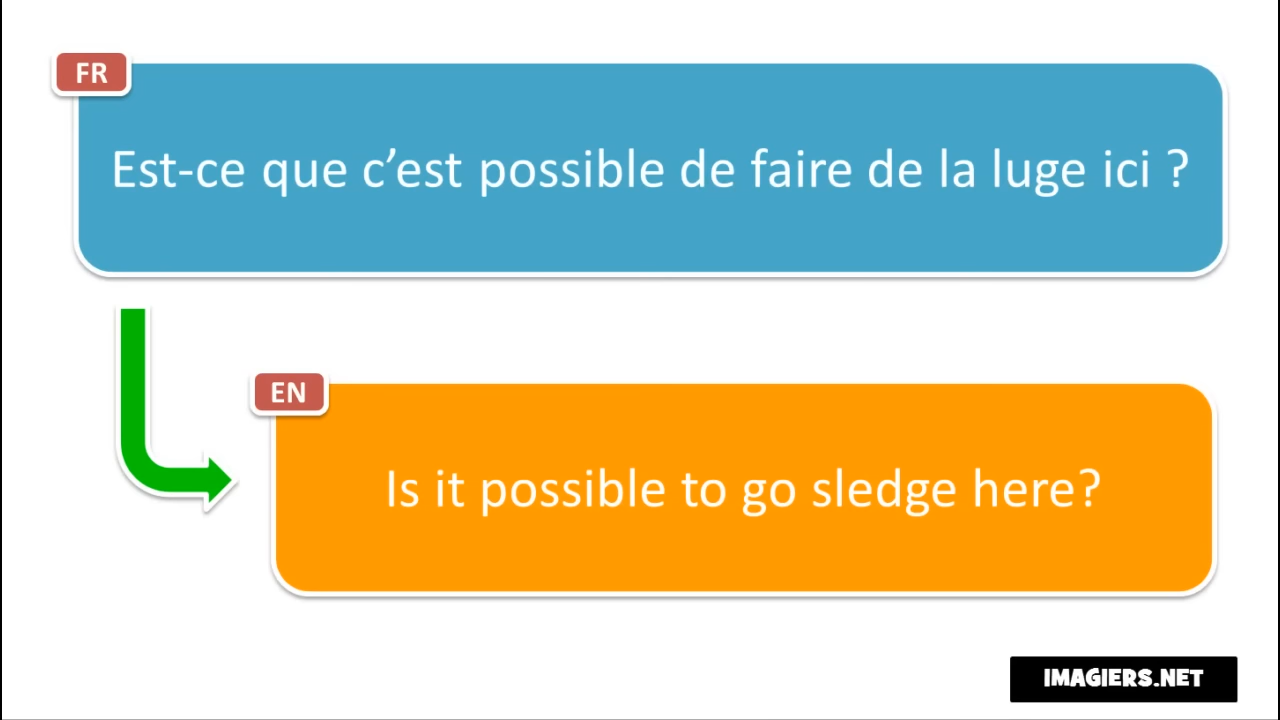 FR
Est-ce que c’est possible de faire de la luge ici ?
EN
Is it possible to go sledge here?
IMAGIERS.NET